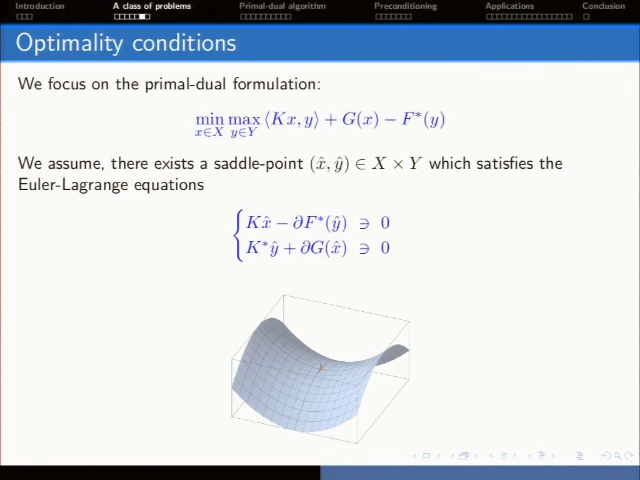 Introduction A class of problems Primal-dual algorithm Preconditioning Applications Conclusion
Optimality conditions
We focus on the primal-dual formulation:
min max ⟨Kx, y⟩ + G(x) − F*(y)
x∈X y∈Y
We assume, there exists a saddle-point (x̂, ŷ) ∈ X × Y which satisfies the
Euler-Lagrange equations
{ Kx̂ − ∂F*(ŷ) ∋ 0
K*ŷ + ∂G(x̂) ∋ 0